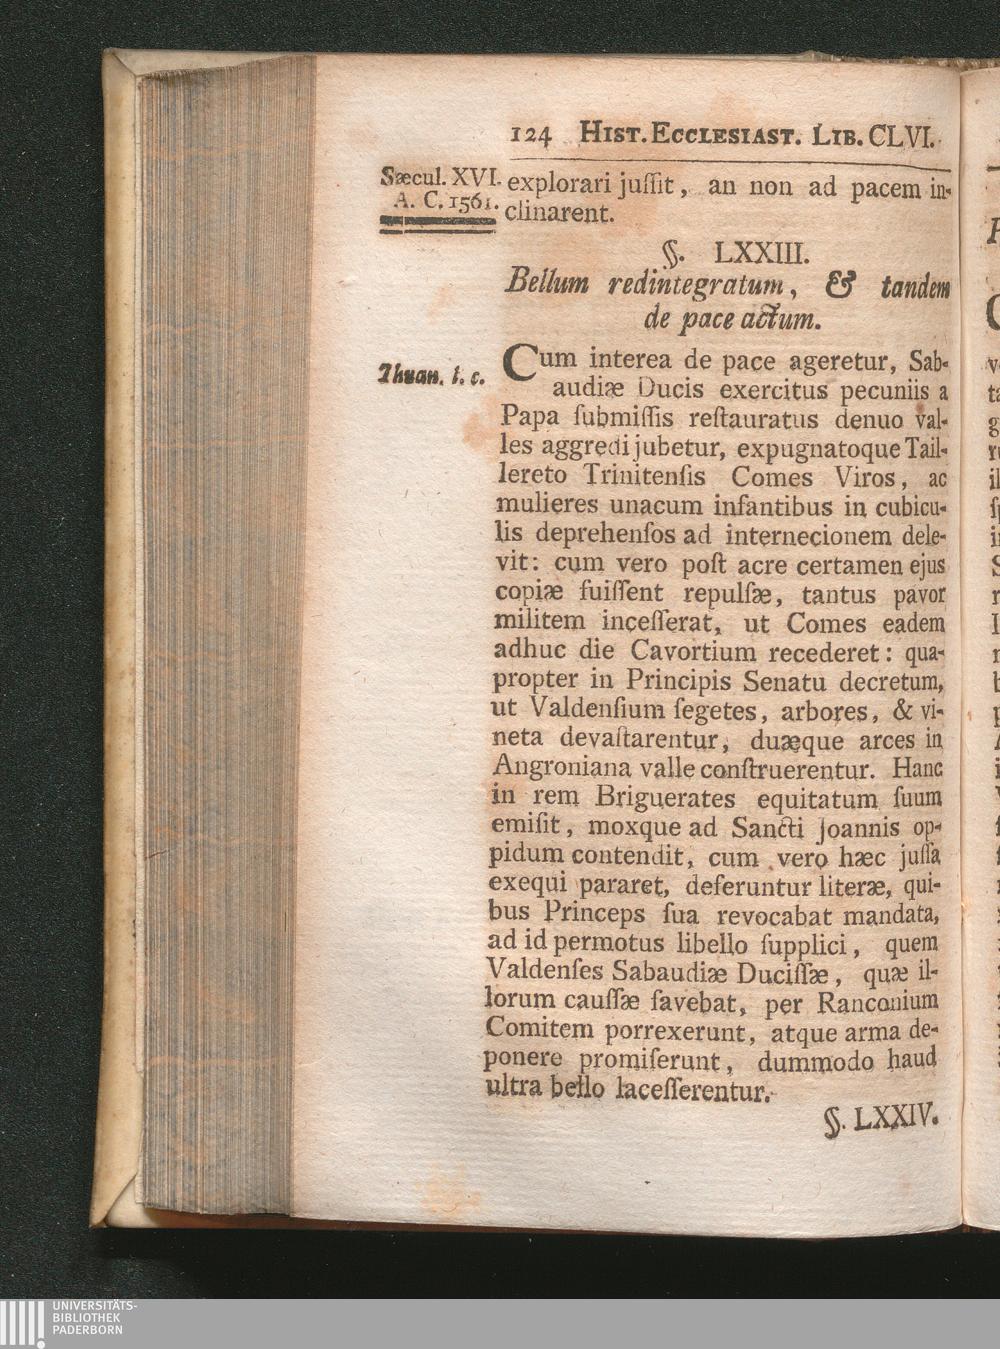 124 HIST. ECCLESIAST. LIB. CLVI.
Sæcul. XVI.
A. C. 1561.
explorari juſſit, an non ad pacem in-
clinarent.
§. LXXIII.
Bellum redintegratum, & tandem
de pace actum.
Thuan. l. c.
Cum interea de pace ageretur, Sab-
audiæ Ducis exercitus pecuniis a
Papa ſubmiſſis reſtauratus denuo val-
les aggredi jubetur, expugnatoque Tail-
lereto Trinitenſis Comes Viros, ac
mulieres unacum infantibus in cubicu-
lis deprehenſos ad internecionem dele-
vit: cum vero poſt acre certamen ejus
copiæ fuiſſent repulſæ, tantus pavor
militem inceſſerat, ut Comes eadem
adhuc die Cavortium recederet: qua-
propter in Principis Senatu decretum,
ut Valdenſium ſegetes, arbores, & vi-
neta devaſtarentur, duæque arces in
Angroniana valle conſtruerentur. Hanc
in rem Briguerates equitatum ſuum
emiſit, moxque ad Sancti Joannis op-
pidum contendit, cum vero hæc juſſa
exequi pararet, deferuntur literæ, qui-
bus Princeps ſua revocabat mandata,
ad id permotus libello ſupplici, quem
Valdenſes Sabaudiæ Duciſſæ, quæ il-
lorum cauſſæ favebat, per Ranconium
Comitem porrexerunt, atque arma de-
ponere promiſerunt, dummodo haud
ultra bello laceſſerentur.
§. LXXIV.
UNIVERSITÄTS-
BIBLIOTHEK
PADERBORN